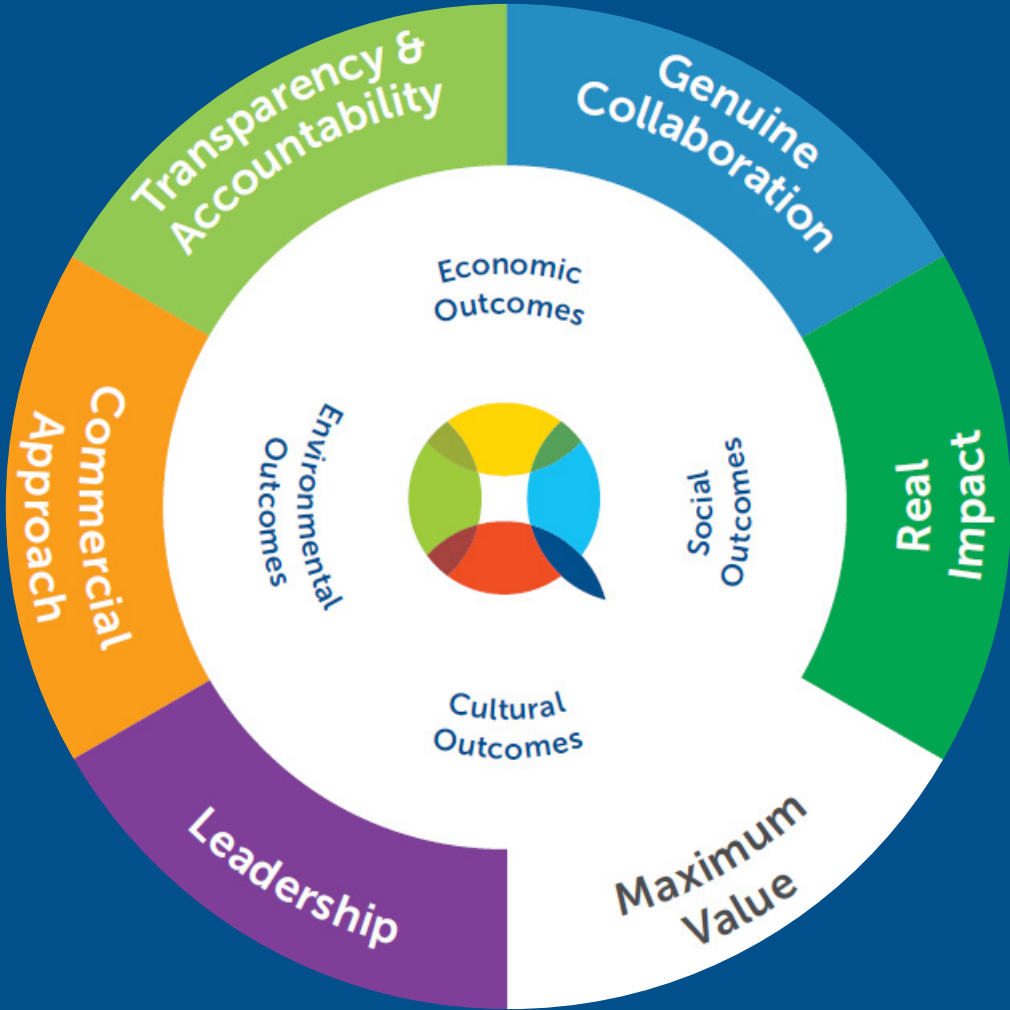 Transparency &
Accountability
Genuine
Collaboration
Real
Impact
Maximum
Value
Leadership
Commercial
Approach
Economic
Outcomes
Social
Outcomes
Cultural
Outcomes
Environmental
Outcomes